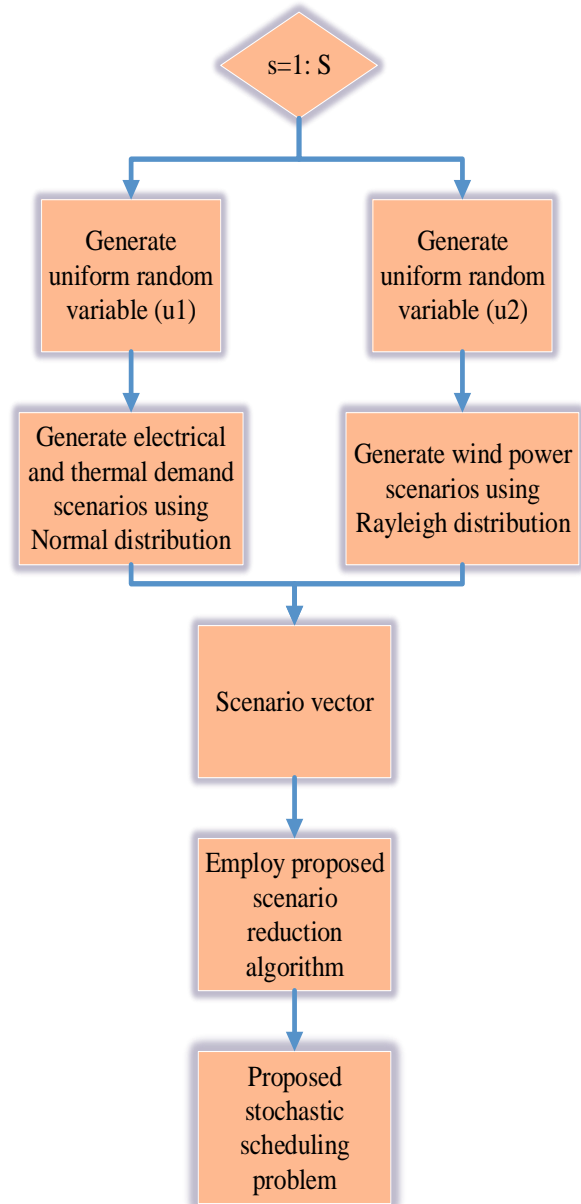 s=1: S
Generate
uniform random
variable (u1)
Generate
uniform random
variable (u2)
Generate electrical
and thermal demand
scenarios using
Normal distribution
Generate wind power
scenarios using
Rayleigh distribution
Scenario vector
Employ proposed
scenario
reduction
algorithm
Proposed
stochastic
scheduling
problem